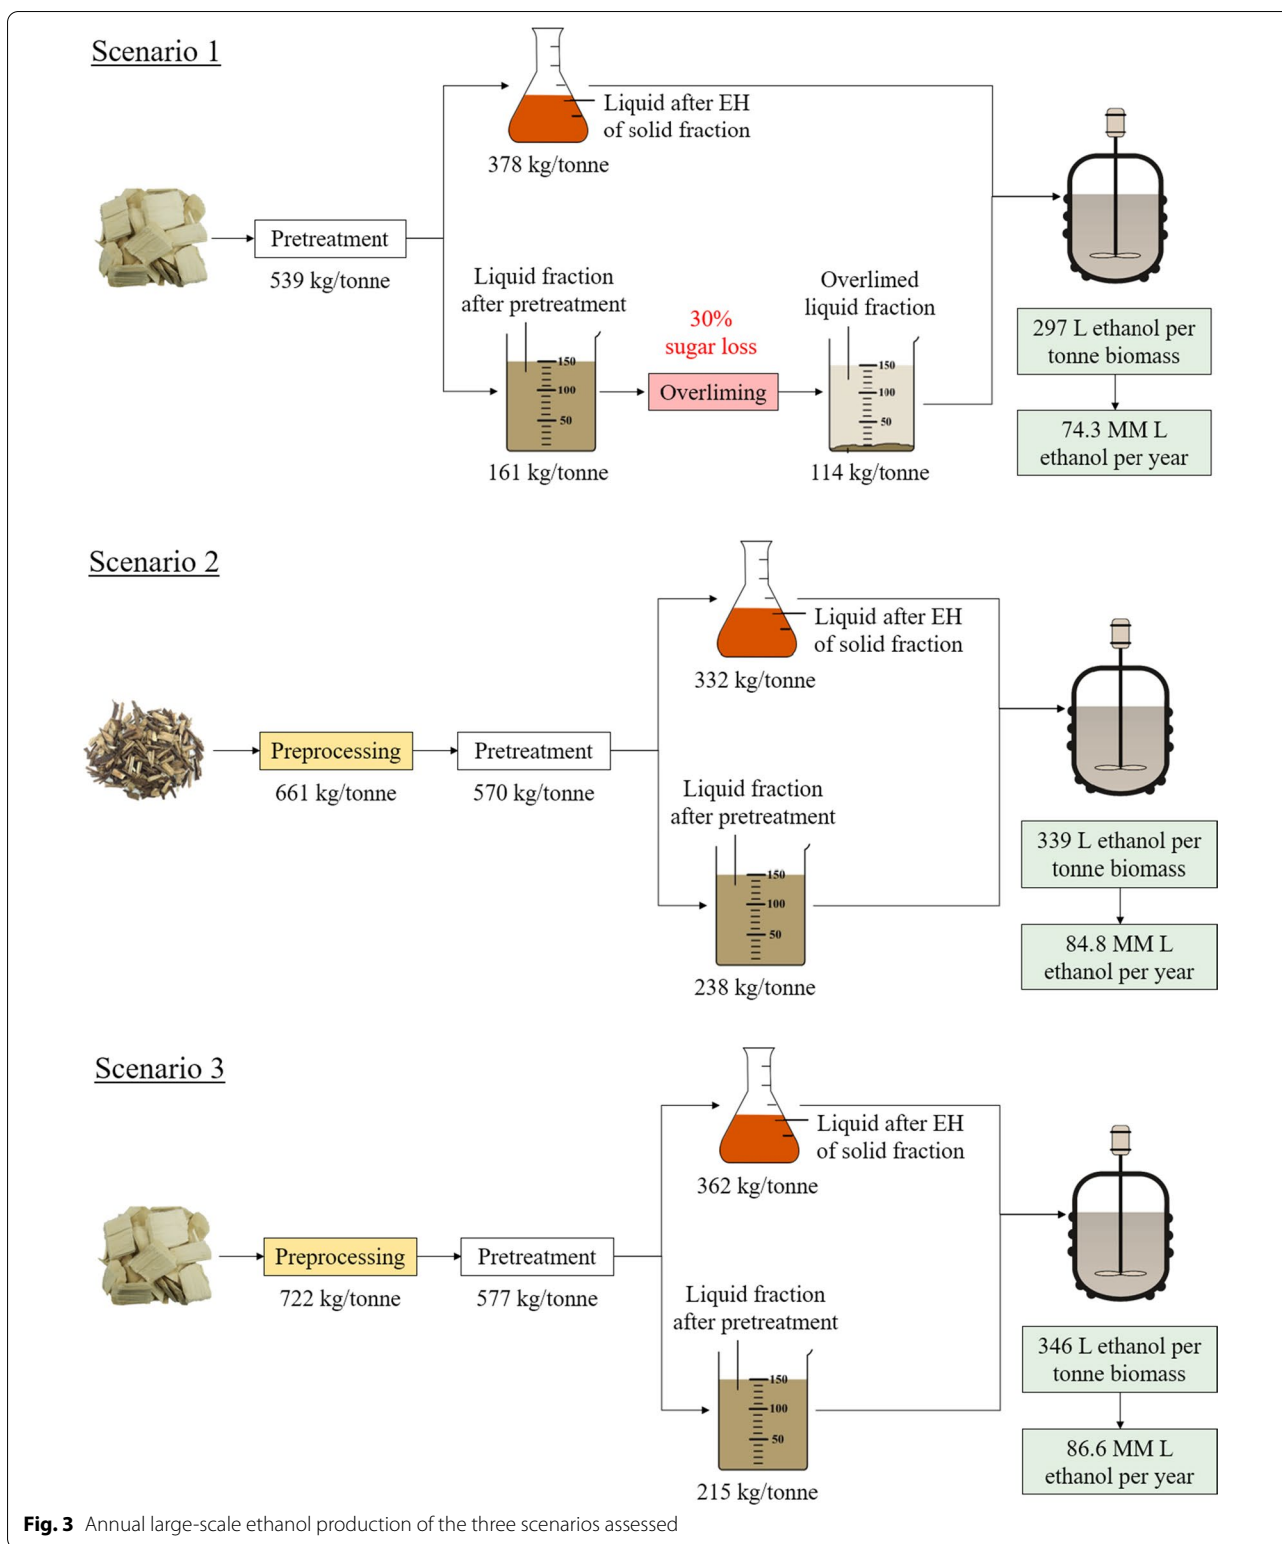 Scenario 1
Liquid after EH
of solid fraction
378 kg/tonne
Pretreatment
539 kg/tonne
Liquid fraction
after pretreatment
150
100
50
161 kg/tonne
30%
sugar loss
Overliming
Overlimed
liquid fraction
150
100
50
114 kg/tonne
297 L ethanol per
tonne biomass
74.3 MM L
ethanol per year
Scenario 2
Liquid after EH
of solid fraction
332 kg/tonne
Preprocessing
661 kg/tonne
Pretreatment
570 kg/tonne
Liquid fraction
after pretreatment
150
100
50
238 kg/tonne
339 L ethanol per
tonne biomass
84.8 MM L
ethanol per year
Scenario 3
Liquid after EH
of solid fraction
362 kg/tonne
Preprocessing
722 kg/tonne
Pretreatment
577 kg/tonne
Liquid fraction
after pretreatment
150
100
50
215 kg/tonne
346 L ethanol per
tonne biomass
86.6 MM L
ethanol per year
Fig. 3 Annual large-scale ethanol production of the three scenarios assessed